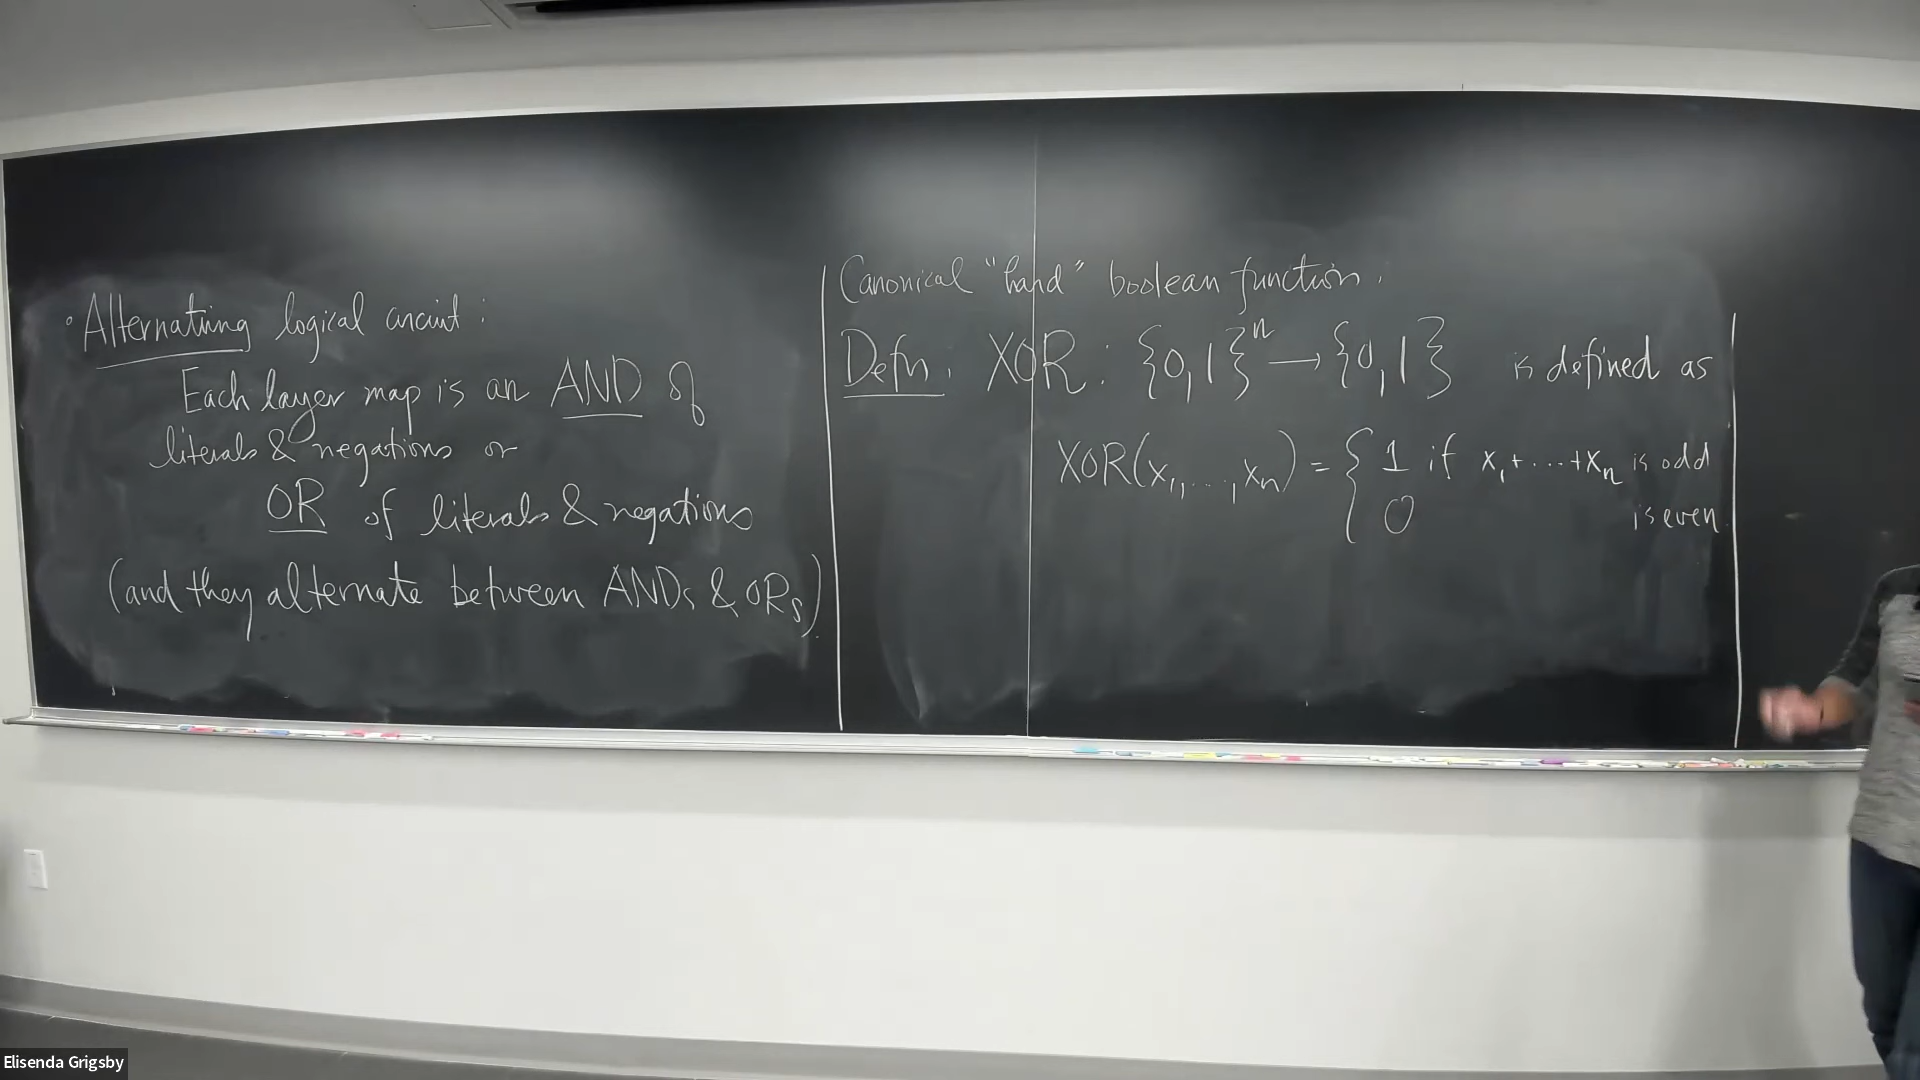 • Alternating logical circuit :
Each layer map is an AND of
literals & negations or
OR of literals & negations
(and they alternate between ANDs & ORs).
Canonical "hard" boolean function.
Defn. XOR : {0,1}ⁿ → {0,1} is defined as
XOR(x₁,...,xₙ) = { 1 if x₁+...+xₙ is odd
0 is even
Elisenda Grigsby